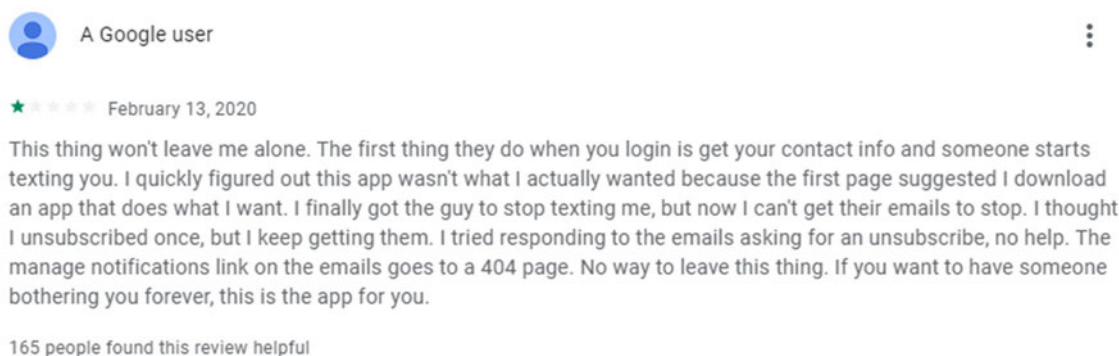 A Google user
February 13, 2020
This thing won't leave me alone. The first thing they do when you login is get your contact info and someone starts
texting you. I quickly figured out this app wasn't what I actually wanted because the first page suggested I download
an app that does what I want. I finally got the guy to stop texting me, but now I can't get their emails to stop. I thought
I unsubscribed once, but I keep getting them. I tried responding to the emails asking for an unsubscribe, no help. The
manage notifications link on the emails goes to a 404 page. No way to leave this thing. If you want to have someone
bothering you forever, this is the app for you.
165 people found this review helpful